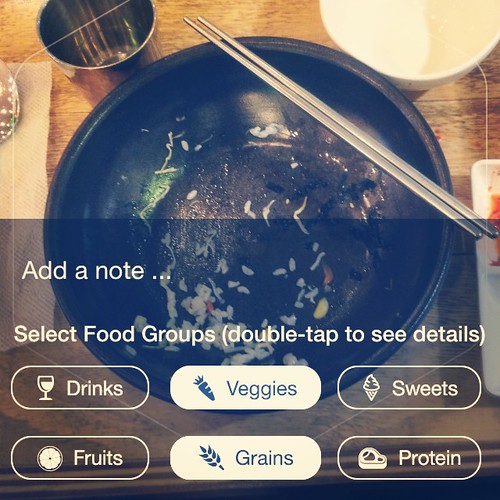 Add a note ...
Select Food Groups (double-tap to see details)
Drinks Veggies Sweets
Fruits Grains Protein